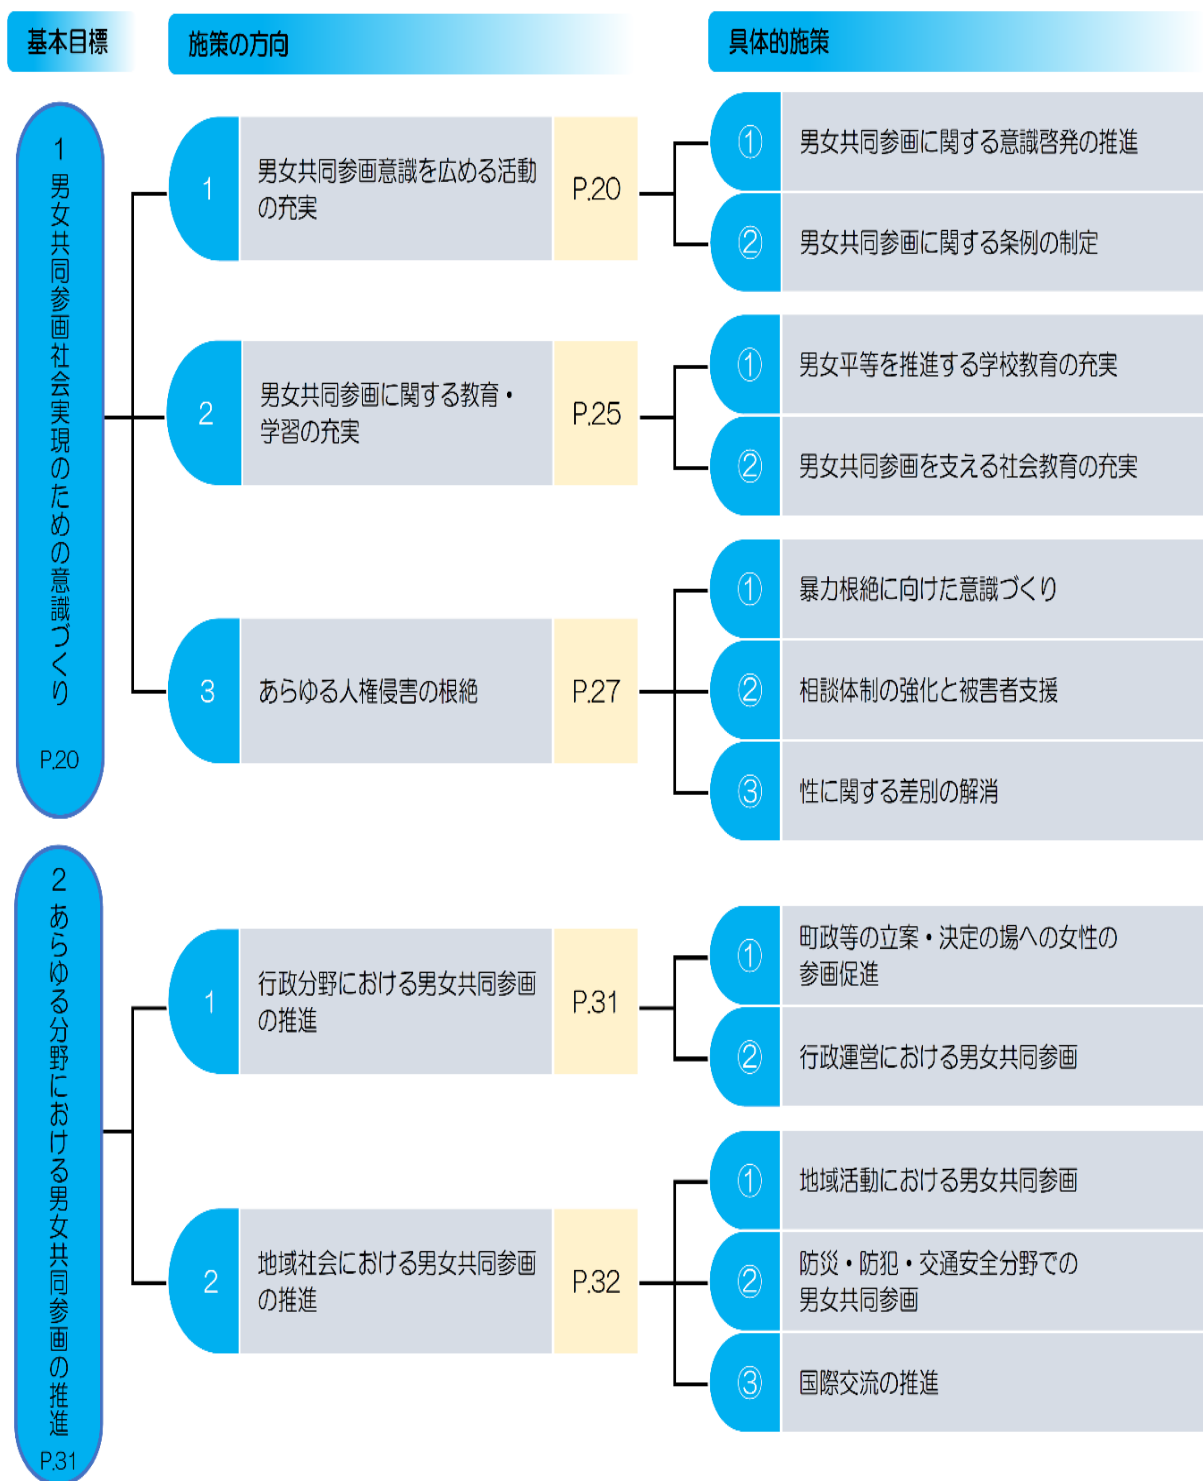 基本目標
施策の方向
具体的施策
1 男女共同参画社会実現のための意識づくり
P.20
1
男女共同参画意識を広める活動
の充実
P.20
①
男女共同参画に関する意識啓発の推進
②
男女共同参画に関する条例の制定
2
男女共同参画に関する教育・
学習の充実
P.25
①
男女平等を推進する学校教育の充実
②
男女共同参画を支える社会教育の充実
3
あらゆる人権侵害の根絶
P.27
①
暴力根絶に向けた意識づくり
②
相談体制の強化と被害者支援
③
性に関する差別の解消
2 あらゆる分野における男女共同参画の推進
P.31
1
行政分野における男女共同参画
の推進
P.31
①
町政等の立案・決定の場への女性の
参画促進
②
行政運営における男女共同参画
2
地域社会における男女共同参画
の推進
P.32
①
地域活動における男女共同参画
②
防災・防犯・交通安全分野での
男女共同参画
③
国際交流の推進